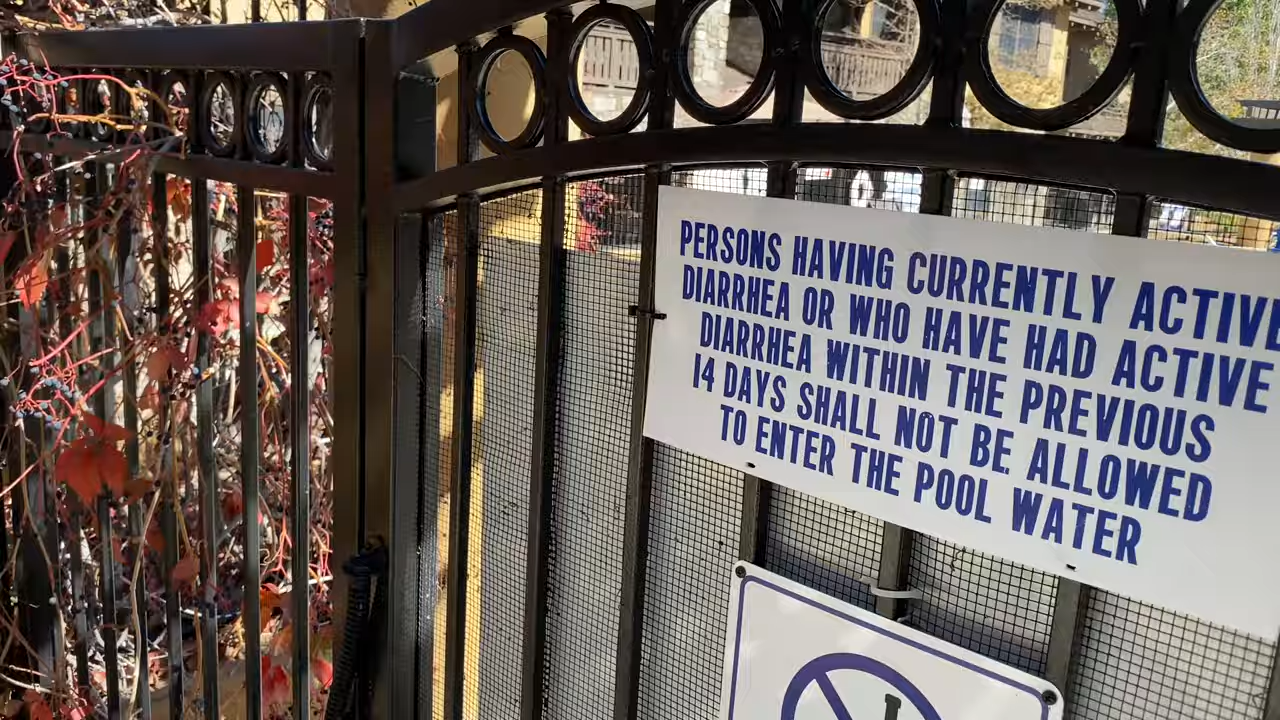 PERSONS HAVING CURRENTLY ACTIVE
DIARRHEA OR WHO HAVE HAD ACTIVE
DIARRHEA WITHIN THE PREVIOUS
14 DAYS SHALL NOT BE ALLOWED
TO ENTER THE POOL WATER